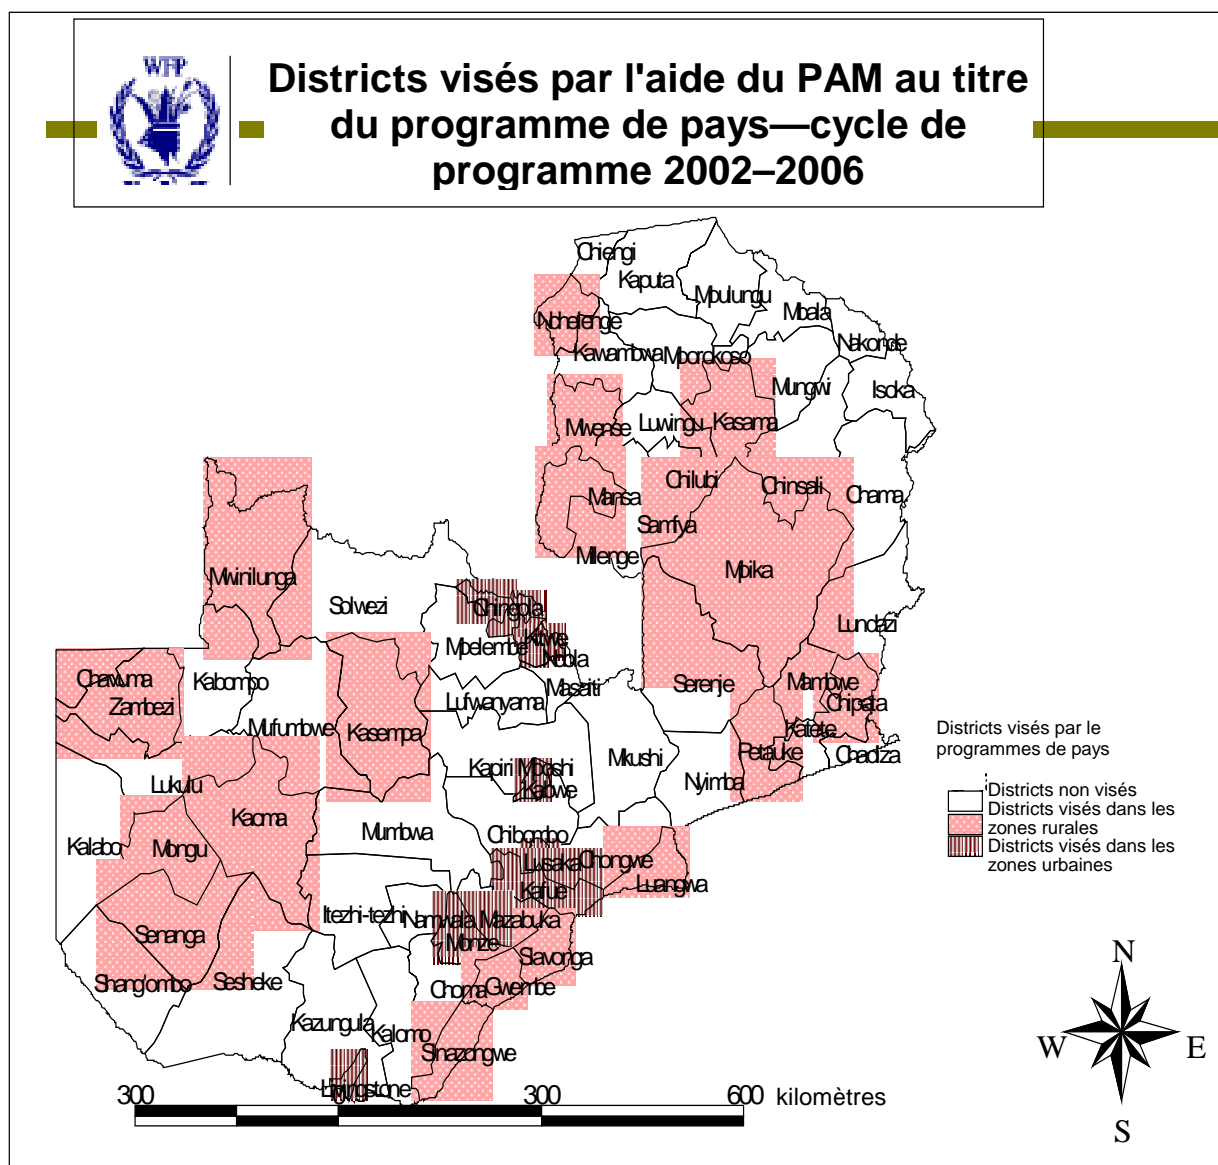 WFP
Districts visés par l'aide du PAM au titre
du programme de pays—cycle de
programme 2002–2006
Chiengi
Kaputa
Mpulungu
Mbala
Nchelenge
Nakonde
Kawambwa
Mporokoso
Mungwi
Isoka
Mwense
Luwingu
Kasama
Chilubi
Chinsali
Chama
Mansa
Samfya
Milenge
Mpika
Mwinilunga
Solwezi
Chingola
Lundazi
Kitwe
Mpelembe
Ndola
Chavuma
Kabompo
Masaiti
Serenje
Mambwe
Zambezi
Lufwanyama
Chipata
Mufumbwe
Kasempa
Katete
Petauke
Chadiza
Kapiri
Mposhi
Mkushi
Nyimba
Lukulu
Kabwe
Kaoma
Mumbwa
Chibombo
Kalabo
Mongu
Lusaka
Chongwe
Kafue
Luangwa
Itezhi-tezhi
Namwala
Mazabuka
Senanga
Monze
Siavonga
Shang'ombo
Sesheke
Choma
Gwembe
Kazungula
Kalomo
Sinazongwe
Livingstone
Districts visés par le
programmes de pays
Districts non visés
Districts visés dans les
zones rurales
Districts visés dans les
zones urbaines
N
W
E
S
300
300
600
kilomètres